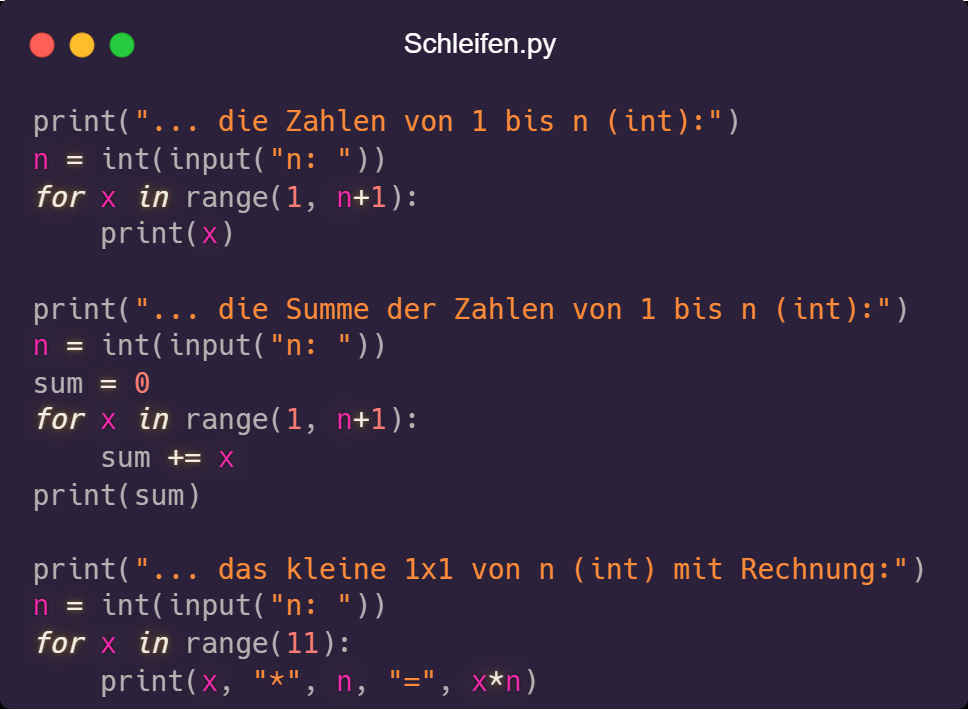 Schleifen.py
print("... die Zahlen von 1 bis n (int):")
n = int(input("n: "))
for x in range(1, n+1):
    print(x)
print("... die Summe der Zahlen von 1 bis n (int):")
n = int(input("n: "))
sum = 0
for x in range(1, n+1):
    sum += x
print(sum)
print("... das kleine 1x1 von n (int) mit Rechnung:")
n = int(input("n: "))
for x in range(11):
    print(x, "*", n, "=", x*n)